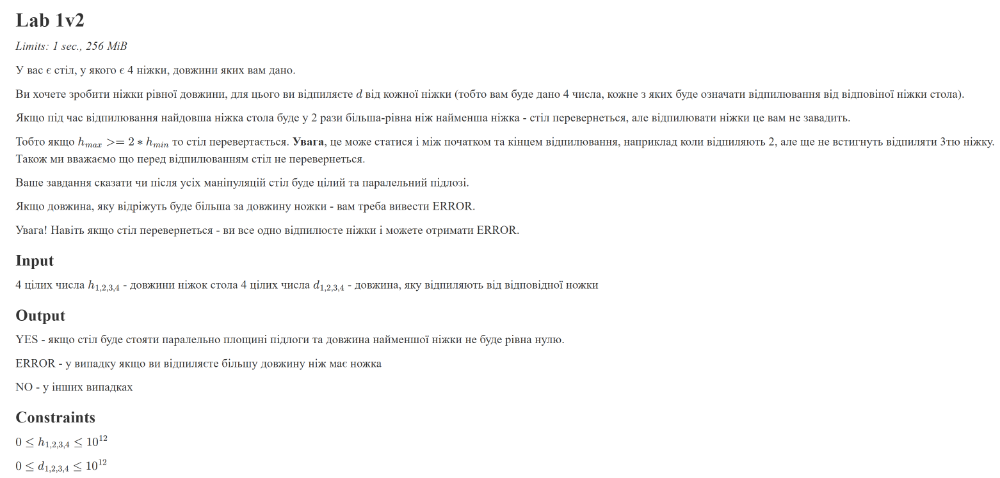 Lab 1v2
Limits: 1 sec., 256 MiB
У вас є стіл, у якого є 4 ніжки, довжини яких вам дано.
Ви хочете зробити ніжки рівної довжини, для цього ви відпиляєте d від кожної ніжки (тобто вам буде дано 4 числа, кожне з яких буде означати відпилювання від відповіної ніжки стола).
Якщо під час відпилювання найдовша ніжка стола буде у 2 рази більша-рівна ніж найменша ніжка - стіл перевернеться, але відпилювати ніжки це вам не завадить.
Тобто якщо h_{max} >= 2 * h_{min} то стіл перевертається. Увага, це може статися і між початком та кінцем відпилювання, наприклад коли відпиляють 2, але ще не встигнуть відпиляти 3тю ніжку.
Також ми вважаємо що перед відпилюванням стіл не перевернеться.
Ваше завдання сказати чи після усіх маніпуляцій стіл буде цілий та паралельний підлозі.
Якщо довжина, яку відріжуть буде більша за довжину ножки - вам треба вивести ERROR.
Увага! Навіть якщо стіл перевернеться - ви все одно відпилюєте ніжки і можете отримати ERROR.
Input
4 цілих числа h_{1,2,3,4} - довжини ніжок стола 4 цілих числа d_{1,2,3,4} - довжина, яку відпиляють від відповідної ножки
Output
YES - якщо стіл буде стояти паралельно площині підлоги та довжина найменшої ніжки не буде рівна нулю.
ERROR - у випадку якщо ви відпиляєте більшу довжину ніж має ножка
NO - у інших випадках
Constraints
0 ≤ h_{1,2,3,4} ≤ 10^{12}
0 ≤ d_{1,2,3,4} ≤ 10^{12}